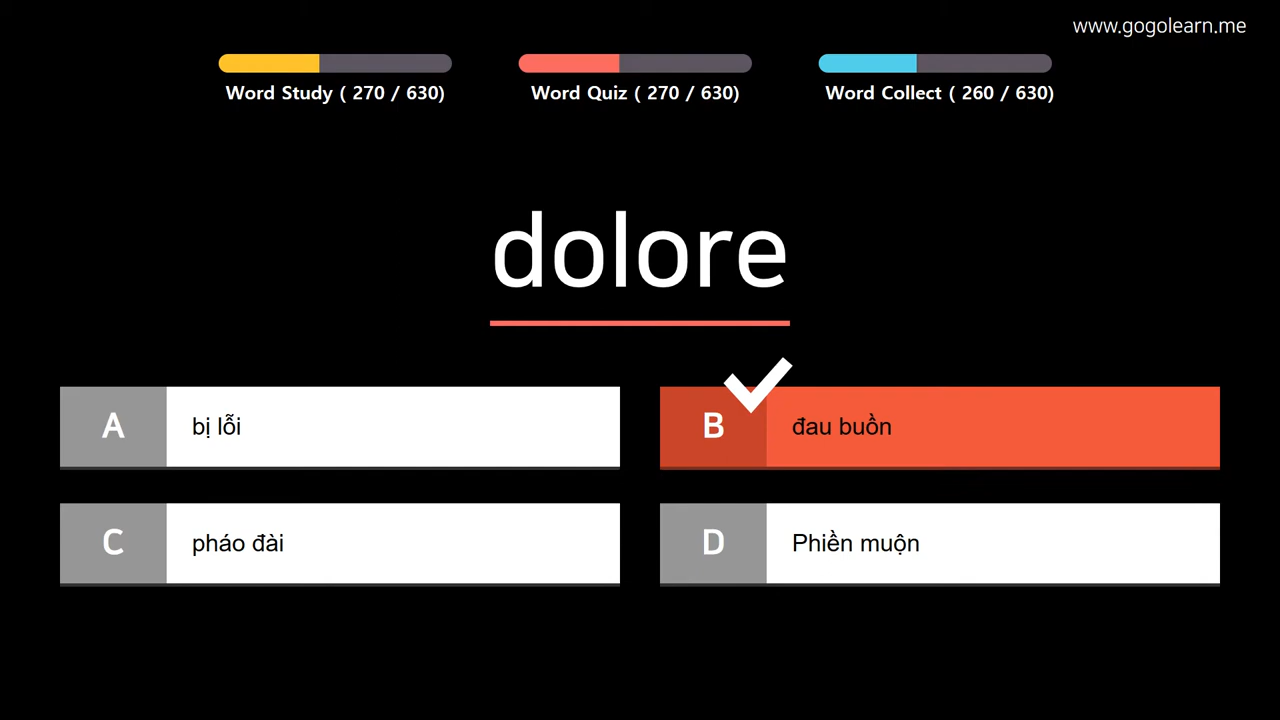 www.gogolearn.me
Word Study ( 270 / 630)
Word Quiz ( 270 / 630)
Word Collect ( 260 / 630)
dolore
A
bị lỗi
B
đau buồn
C
pháo đài
D
Phiền muộn